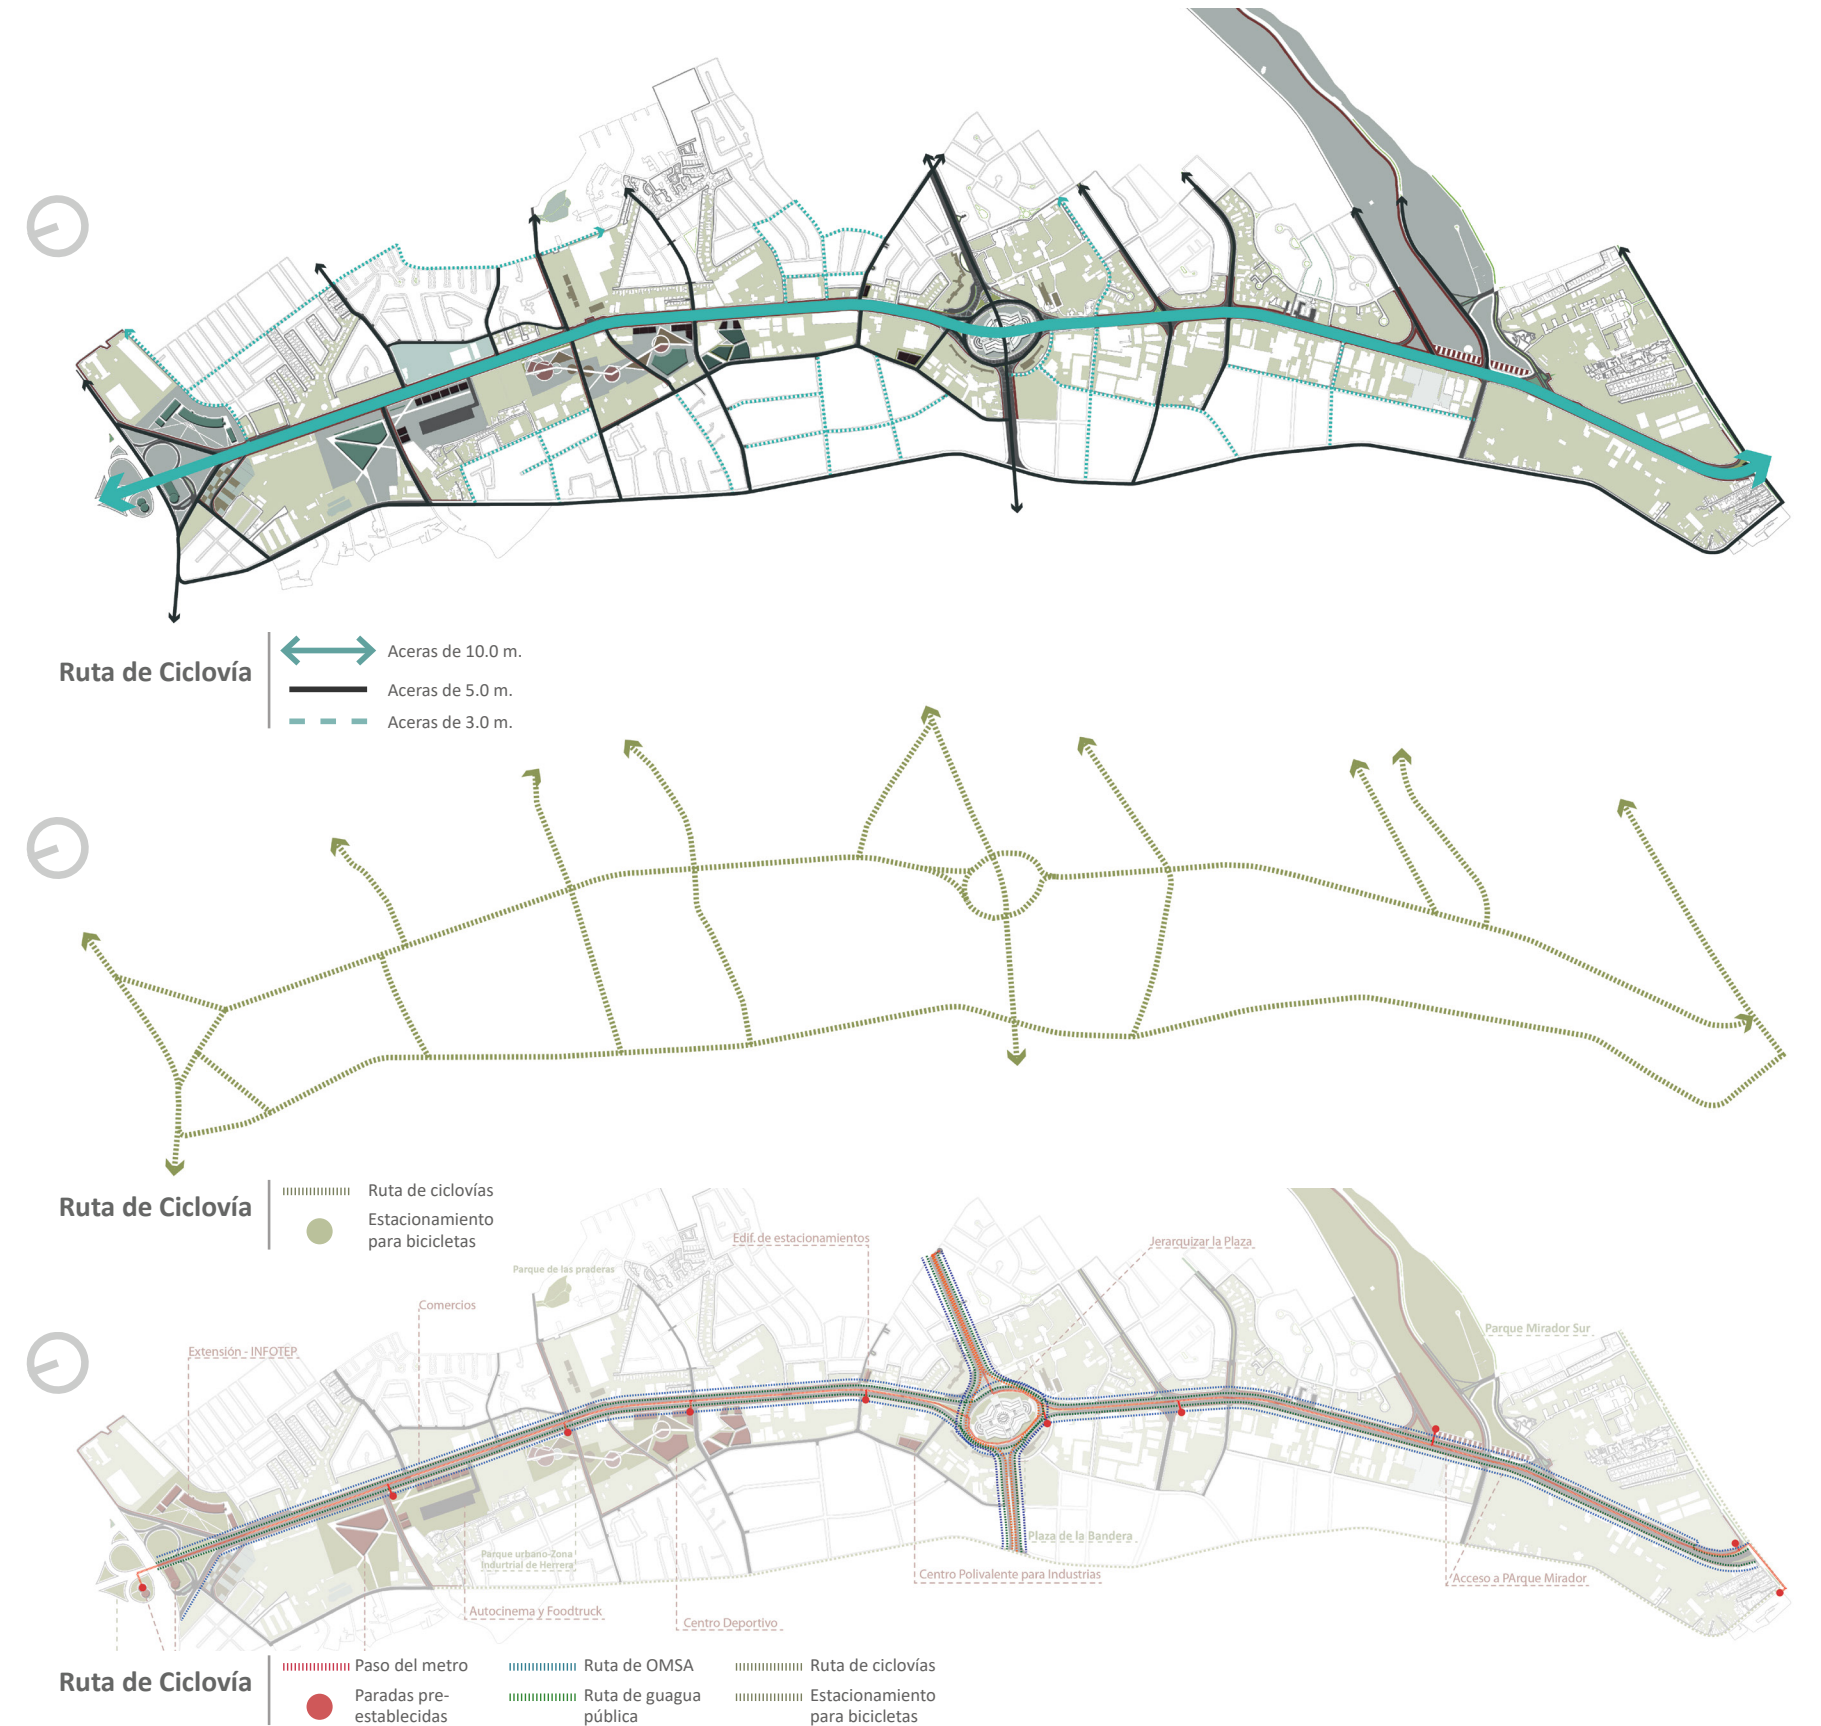 Ruta de Ciclovía
Aceras de 10.0 m.
Aceras de 5.0 m.
Aceras de 3.0 m.
Ruta de Ciclovía
Ruta de ciclovías
Estacionamiento
para bicicletas
Edif. de estacionamientos
Jerarquizar la Plaza
Parque de las praderas
Comercios
Parque Mirador Sur
Extensión - INFOTEP
Plaza de la Bandera
Parque urbano-Zona
Indurtrial de Herrera
Centro Polivalente para Industrias
Acceso a PArque Mirador
Autocinema y Foodtruck
Centro Deportivo
Ruta de Ciclovía
Paso del metro
Paradas pre-
establecidas
Ruta de OMSA
Ruta de guagua
pública
Ruta de ciclovías
Estacionamiento
para bicicletas